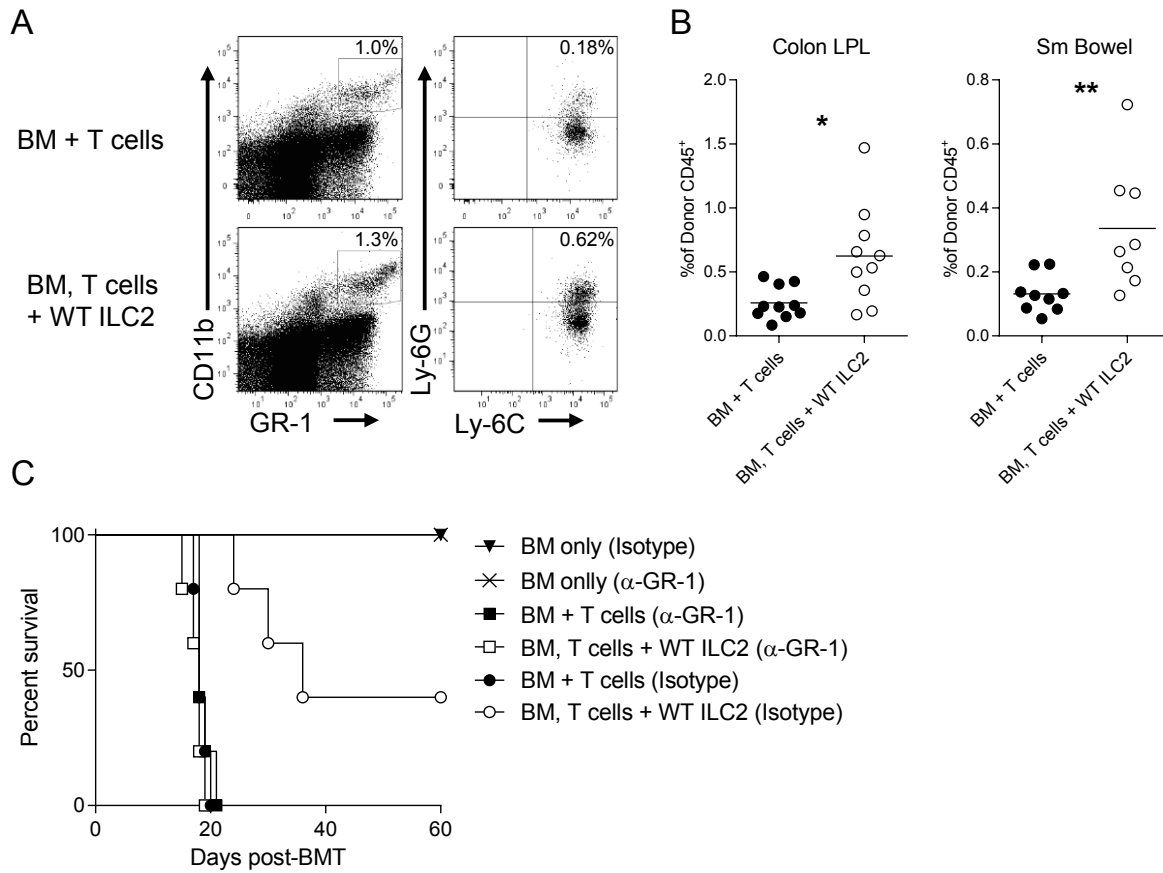 A
BM + T cells
BM, T cells
+ WT ILC2
1.0%
0.18%
1.3%
0.62%
CD11b
GR-1
Ly-6G
Ly-6C
B
Colon LPL
Sm Bowel
%of Donor CD45⁺
2.0
1.5
1.0
0.5
0.0
*
BM + T cells
BM, T cells + WT ILC2
%of Donor CD45⁺
0.8
0.6
0.4
0.2
0.0
**
BM + T cells
BM, T cells + WT ILC2
C
Percent survival
100
50
0
0
20
40
60
Days post-BMT
BM only (Isotype)
BM onlly (α-GR-1)
BM + T cells (α-GR-1)
BM, T cells + WT ILC2 (α-GR-1)
BM + T cells (Isotype)
BM, T cells + WT ILC2 (Isotype)